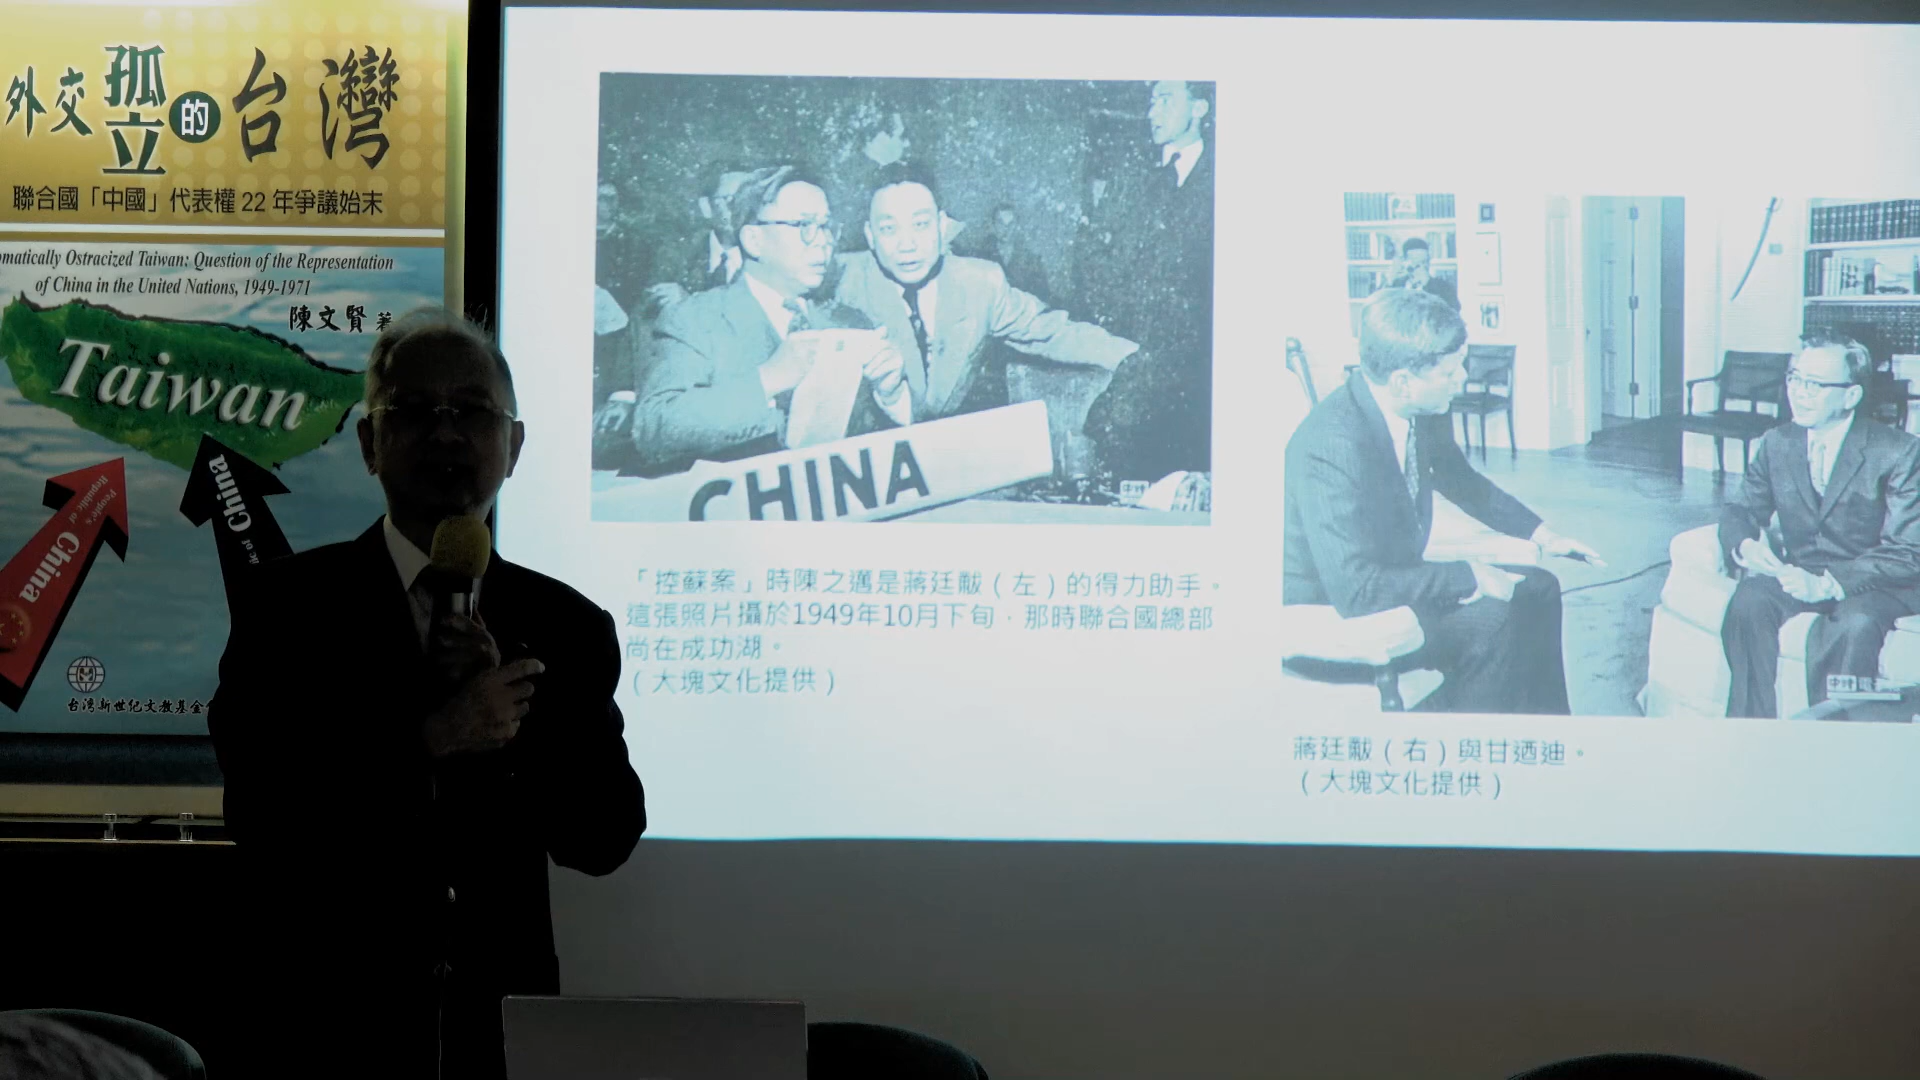 外交孤立的台灣
聯合國「中國」代表權 22 年爭議始末
omatically Ostracized Taiwan: Question of the Representation
of China in the United Nations, 1949-1971
陳文賢 著
Taiwan
People's
Republic of
China
lic of China
台灣新世紀文教基金
CHINA
「控蘇案」時陳之邁是蔣廷黻（左）的得力助手。
這張照片攝於1949年10月下旬，那時聯合國總部
尚在成功湖。
（大塊文化提供）
蔣廷黻（右）與甘迺迪。
（大塊文化提供）